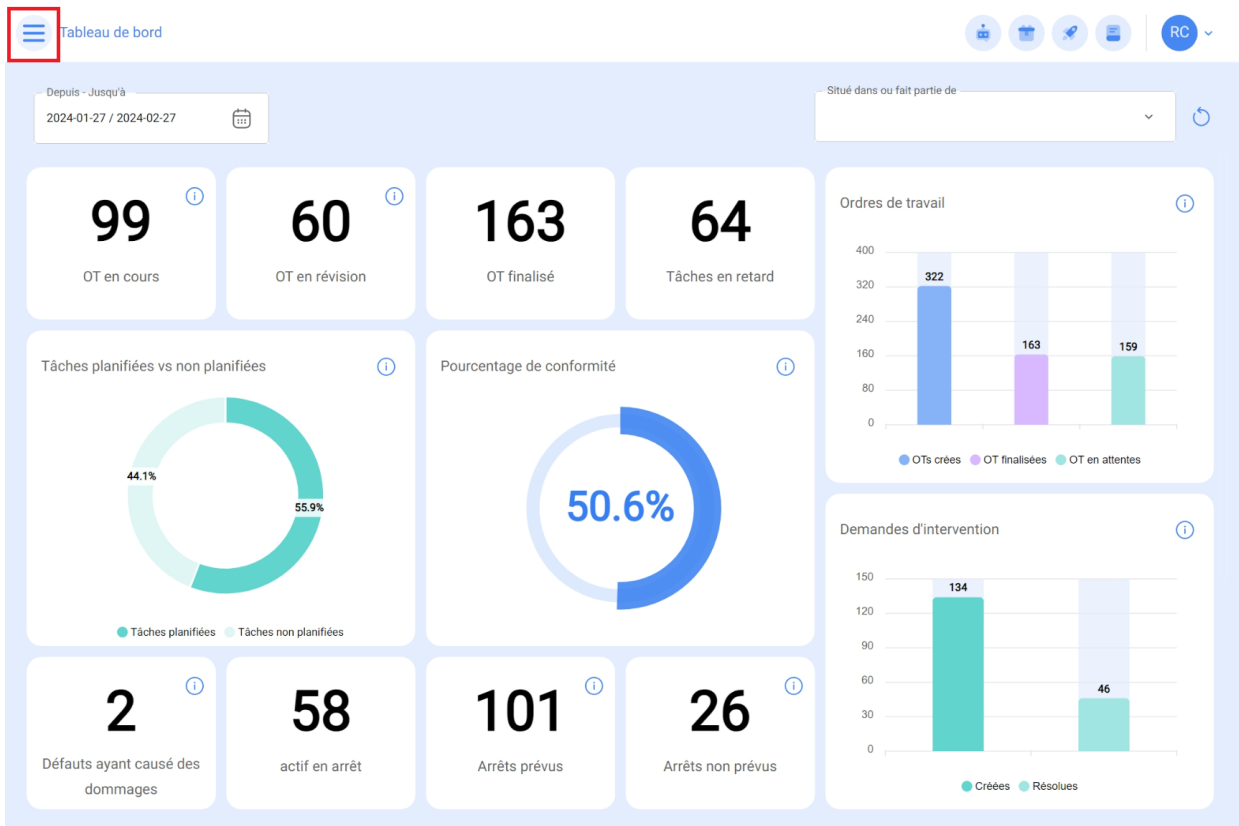 Tableau de bord
RC
Depuis - Jusqu'à
2024-01-27 / 2024-02-27
Situé dans ou fait partie de
99
OT en cours
60
OT en révision
163
OT finalisé
64
Tâches en retard
Ordres de travail
400
320
240
160
80
0
322
163
159
OTs crées
OT finalisées
OT en attentes
Tâches planifiées vs non planifiées
44.1%
55.9%
Tâches planifiées
Tâches non planifiées
Pourcentage de conformité
50.6%
Demandes d'intervention
150
120
90
60
30
0
134
46
Créées
Résolues
2
Défauts ayant causé des
dommages
58
actif en arrêt
101
Arrêts prévus
26
Arrêts non prévus